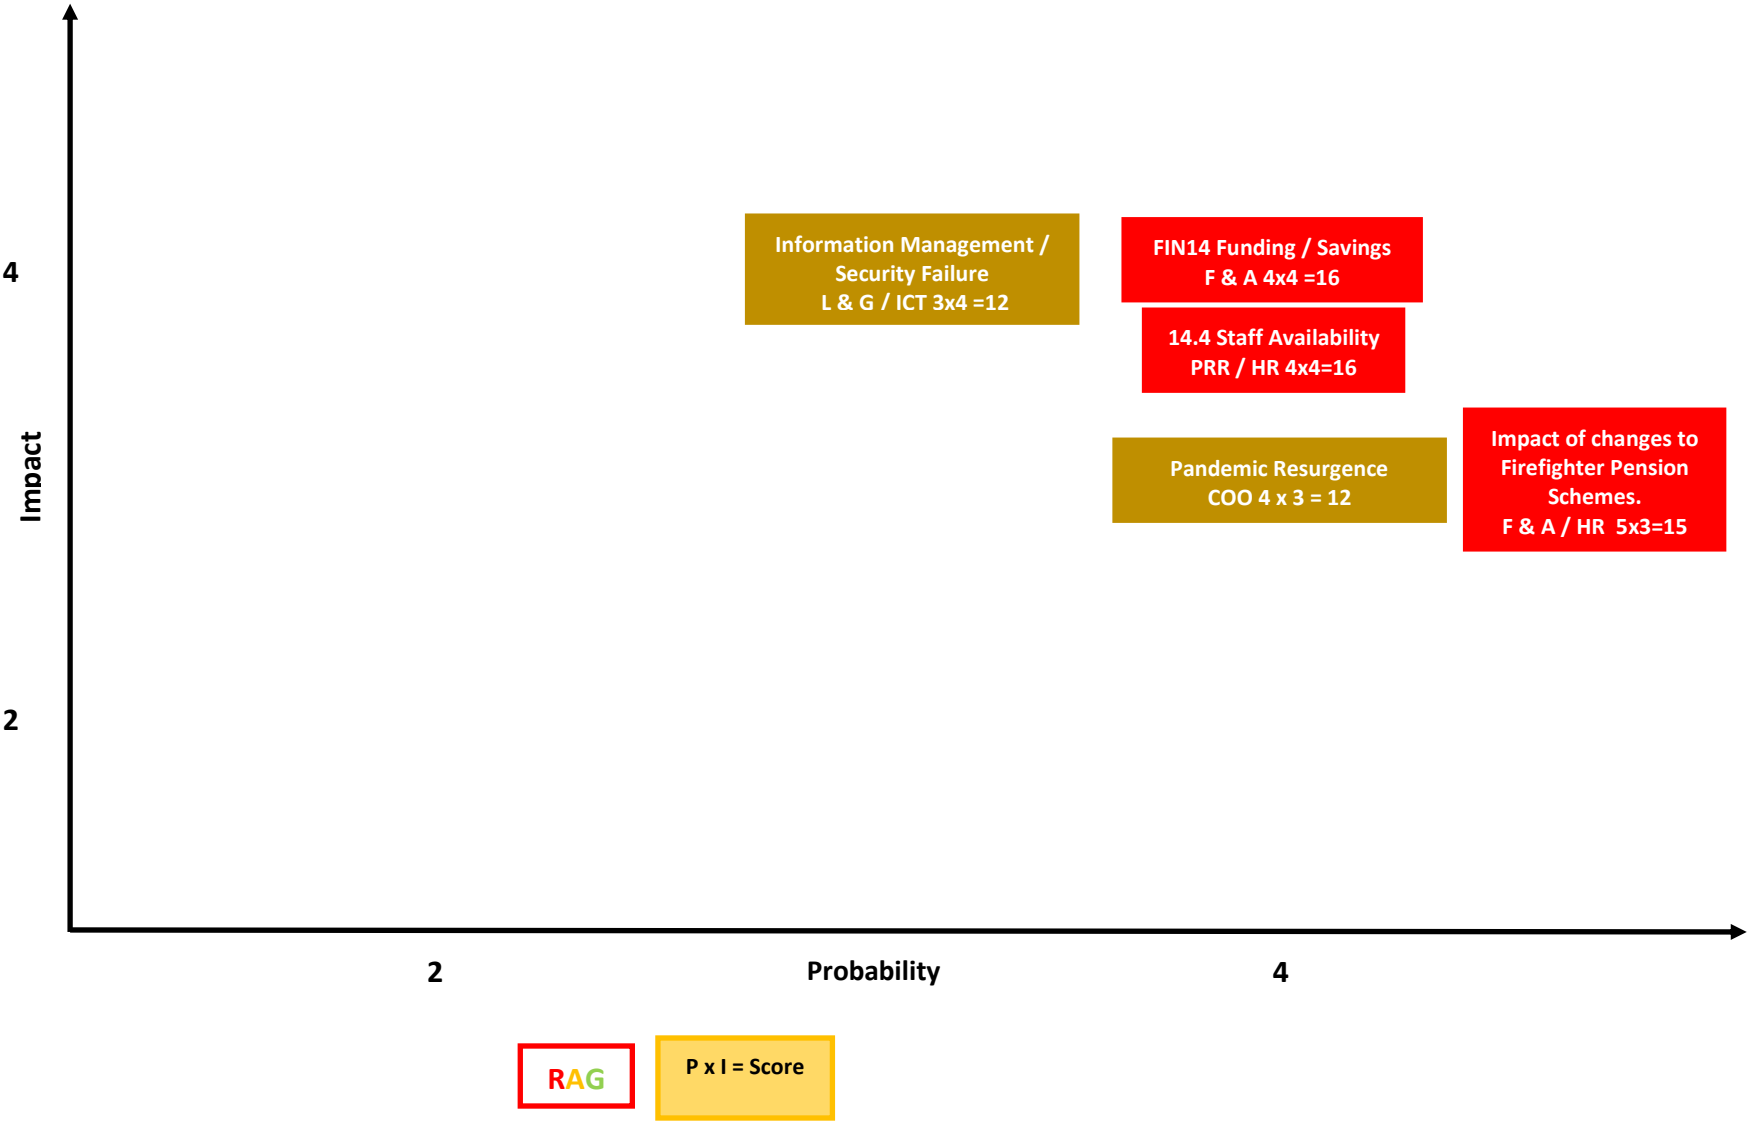 4
Information Management /
Security Failure
L & G / ICT 3x4 =12
FIN14 Funding / Savings
F & A 4x4 =16
14.4 Staff Availability
PRR / HR 4x4=16
Impact
Pandemic Resurgence
COO 4 x 3 = 12
Impact of changes to
Firefighter Pension
Schemes.
F & A / HR  5x3=15
2
2
Probability
4
RAG
P x I = Score